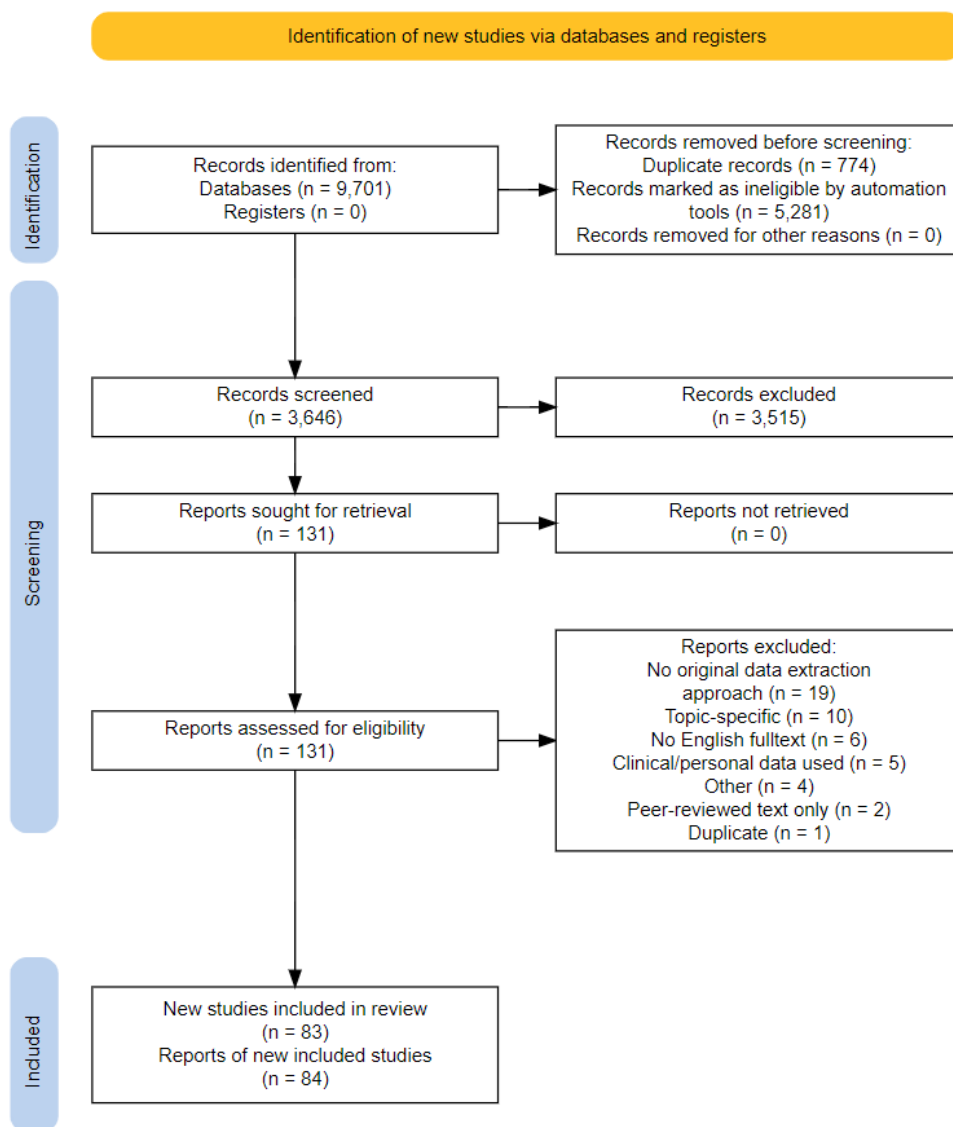 Identification of new studies via databases and registers
Identification
Records identified from:
Databases (n = 9,701)
Registers (n = 0)
Records removed before screening:
Duplicate records (n = 774)
Records marked as ineligible by automation
tools (n = 5,281)
Records removed for other reasons (n = 0)
Screening
Records screened
(n = 3,646)
Records excluded
(n = 3,515)
Reports sought for retrieval
(n = 131)
Reports not retrieved
(n = 0)
Reports assessed for eligibility
(n = 131)
Reports excluded:
No original data extraction
approach (n = 19)
Topic-specific (n = 10)
No English fulltext (n = 6)
Clinical/personal data used (n = 5)
Other (n = 4)
Peer-reviewed text only (n = 2)
Duplicate (n = 1)
Included
New studies included in review
(n = 83)
Reports of new included studies
(n = 84)